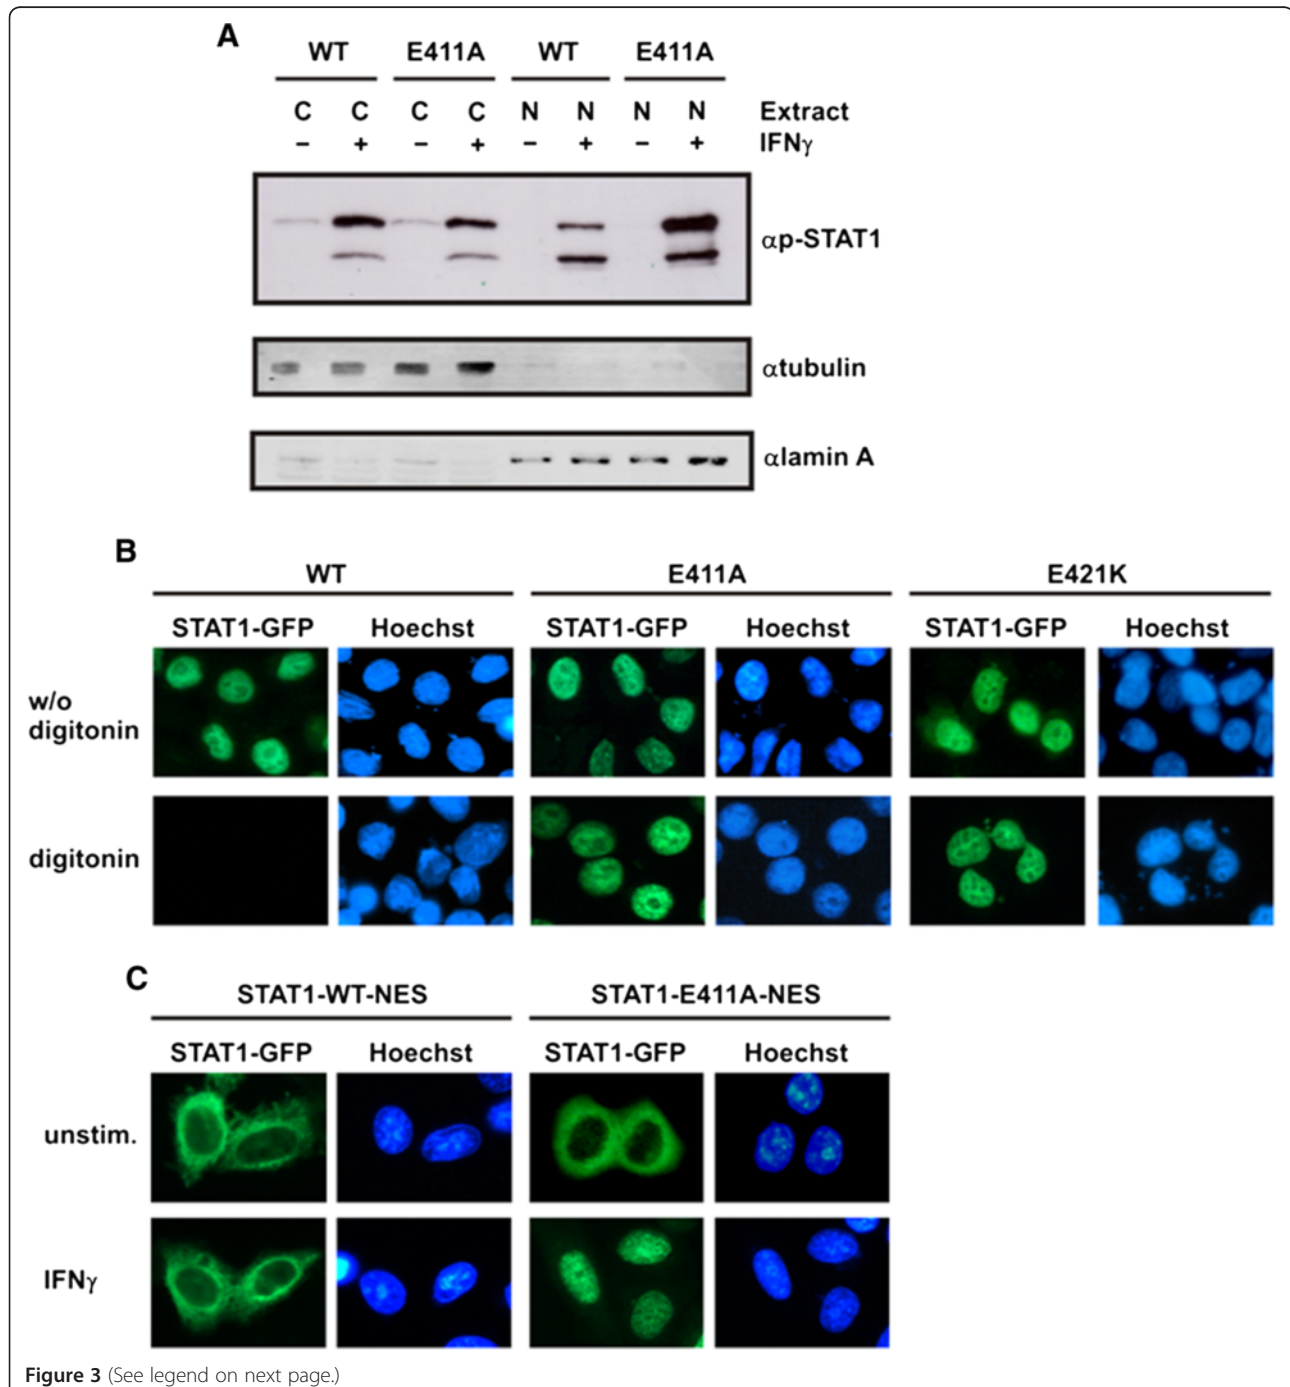 A
WT E411A WT E411A
C C C C N N N N Extract
– + – + – + – + IFNγ
αp-STAT1
αtubulin
αlamin A
B
WT E411A E421K
STAT1-GFP Hoechst STAT1-GFP Hoechst STAT1-GFP Hoechst
w/o
digitonin
digitonin
C
STAT1-WT-NES STAT1-E411A-NES
STAT1-GFP Hoechst STAT1-GFP Hoechst
unstim.
IFNγ
Figure 3 (See legend on next page.)